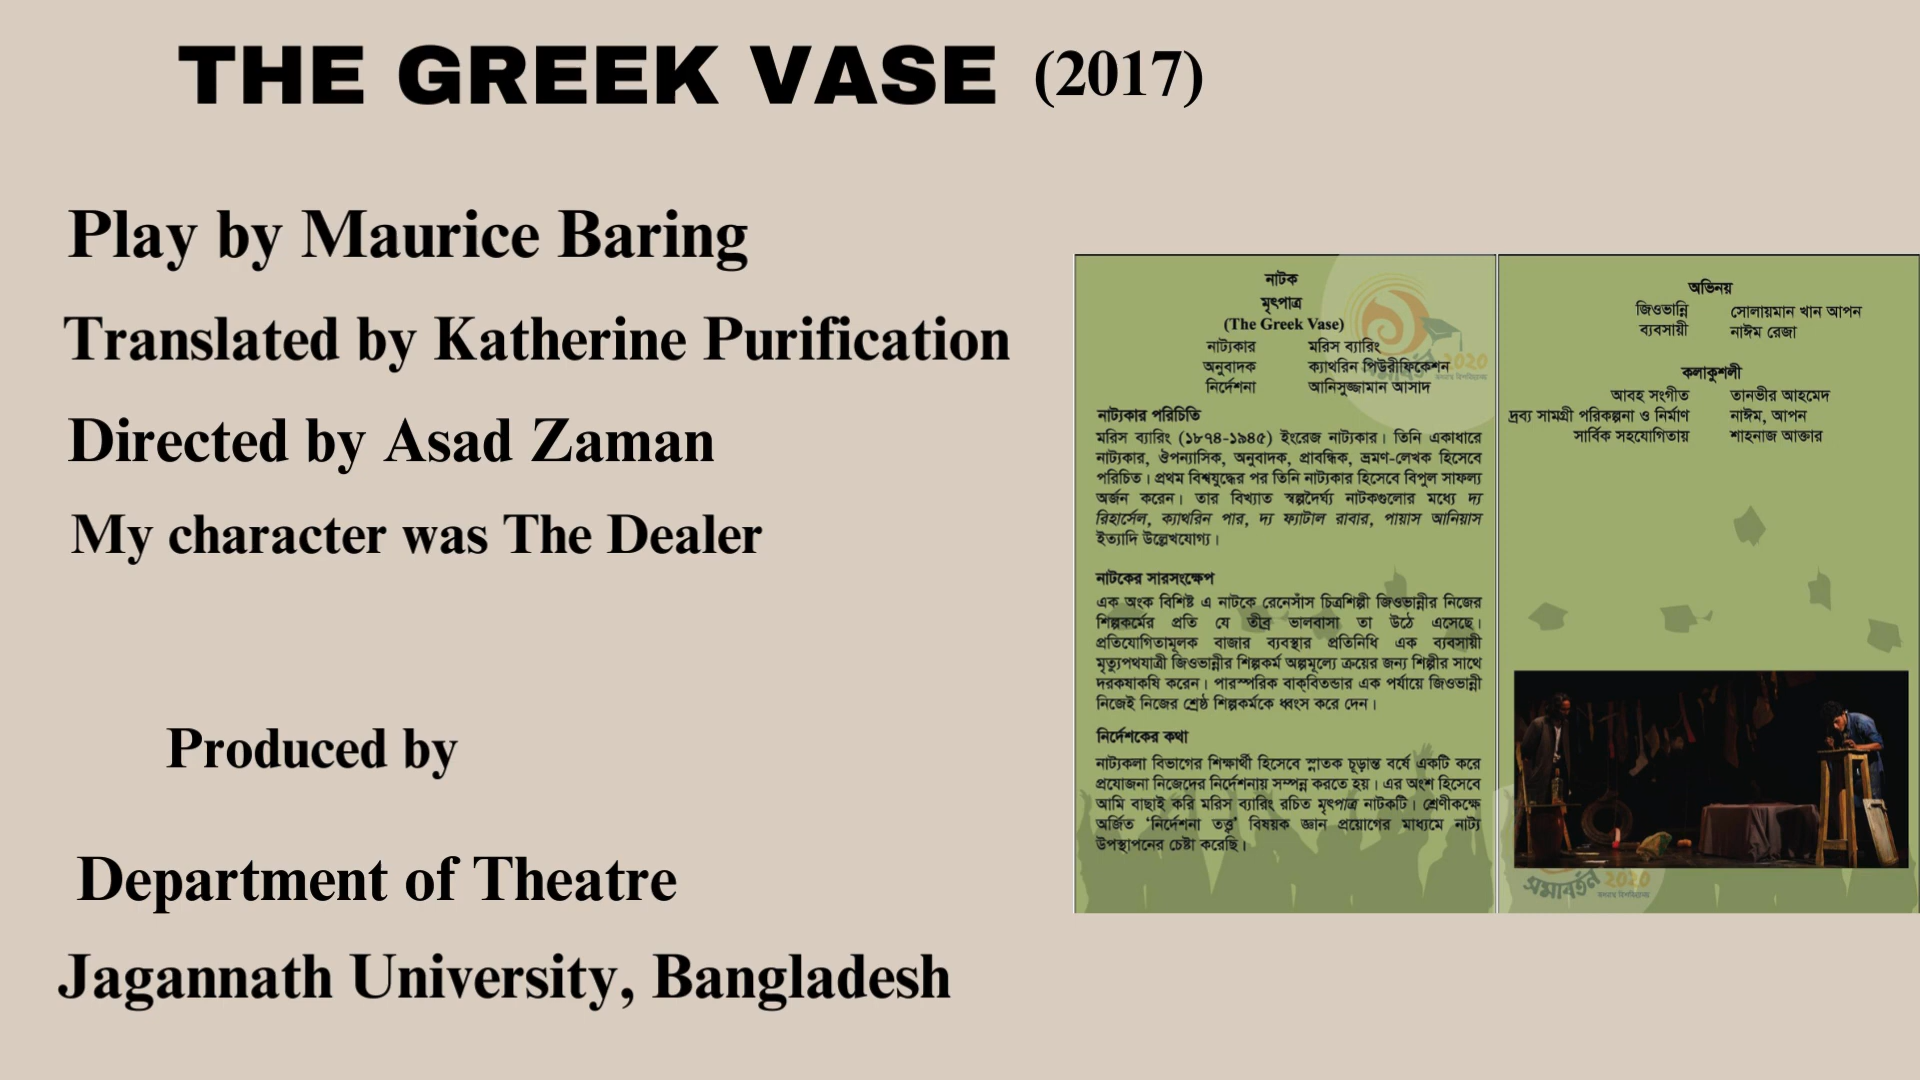 THE GREEK VASE (2017)
Play by Maurice Baring
Translated by Katherine Purification
Directed by Asad Zaman
My character was The Dealer
Produced by
Department of Theatre
Jagannath University, Bangladesh
নাটক
মৃৎপাত্র
(The Greek Vase)
নাট্যকার মরিস ব্যারিং
অনুবাদক ক্যাথরিন পিউরীফিকেশন
নির্দেশনা আনিসুজ্জামান আসাদ
নাট্যকার পরিচিতি
মরিস ব্যারিং (১৮৭৪-১৯৪৫) ইংরেজ নাট্যকার। তিনি একাধারে
নাট্যকার, ঔপন্যাসিক, অনুবাদক, প্রাবন্ধিক, ভ্রমণ-লেখক হিসেবে
পরিচিত। প্রথম বিশ্বযুদ্ধের পর তিনি নাট্যকার হিসেবে বিপুল সাফল্য
অর্জন করেন। তার বিখ্যাত স্বল্পদৈর্ঘ্য নাটকগুলোর মধ্যে দ্য
রিহার্সেল, ক্যাথরিন পার, দ্য ফ্যাটাল রাবার, পায়াস আনিয়াস
ইত্যাদি উল্লেখযোগ্য।
নাটকের সারসংক্ষেপ
এক অংক বিশিষ্ট এ নাটকে রেনেসাঁস চিত্রশিল্পী জিওভান্নীর নিজের
শিল্পকর্মের প্রতি যে তীব্র ভালবাসা তা উঠে এসেছে।
প্রতিযোগিতামূলক বাজার ব্যবস্থার প্রতিনিধি এক ব্যবসায়ী
মৃত্যুপথযাত্রী জিওভান্নীর শিল্পকর্ম অল্পমূল্যে ক্রয়ের জন্য শিল্পীর সাথে
দরকষাকষি করেন। পারস্পরিক বাক্‌বিতন্ডার এক পর্যায়ে জিওভান্নী
নিজেই নিজের শ্রেষ্ঠ শিল্পকর্মকে ধ্বংস করে দেন।
নির্দেশকের কথা
নাট্যকলা বিভাগের শিক্ষার্থী হিসেবে স্নাতক চূড়ান্ত বর্ষে একটি করে
প্রযোজনা নিজেদের নির্দেশনায় সম্পন্ন করতে হয়। এর অংশ হিসেবে
আমি বাছাই করি মরিস ব্যারিং রচিত মৃৎপাত্র নাটকটি। শ্রেণীকক্ষে
অর্জিত ‘নির্দেশনা তত্ত্ব’ বিষয়ক জ্ঞান প্রয়োগের মাধ্যমে নাট্য
উপস্থাপনের চেষ্টা করেছি।
অভিনয়
জিওভান্নি সোলায়মান খান আপন
ব্যবসায়ী নাঈম রেজা
কলাকুশলী
আবহ সংগীত তানভীর আহমেদ
দ্রব্য সামগ্রী পরিকল্পনা ও নির্মাণ নাঈম, আপন
সার্বিক সহযোগিতায় শাহনাজ আক্তার
সমাবর্তন 2020